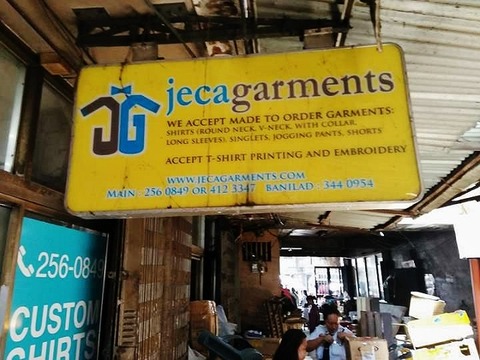 jecagarments
WE ACCEPT MADE TO ORDER GARMENTS:
SHIRTS (ROUND NECK, V-NECK, WITH COLLAR,
LONG SLEEVES), SINGLETS, JOGGING PANTS, SHORTS
ACCEPT T-SHIRT PRINTING AND EMBROIDERY
WWW.JECAGARMENTS.COM
MAIN: 256 0849 OR 412 3347 BANILAD: 344 0954
256-0849
CUSTOM
SHIRTS